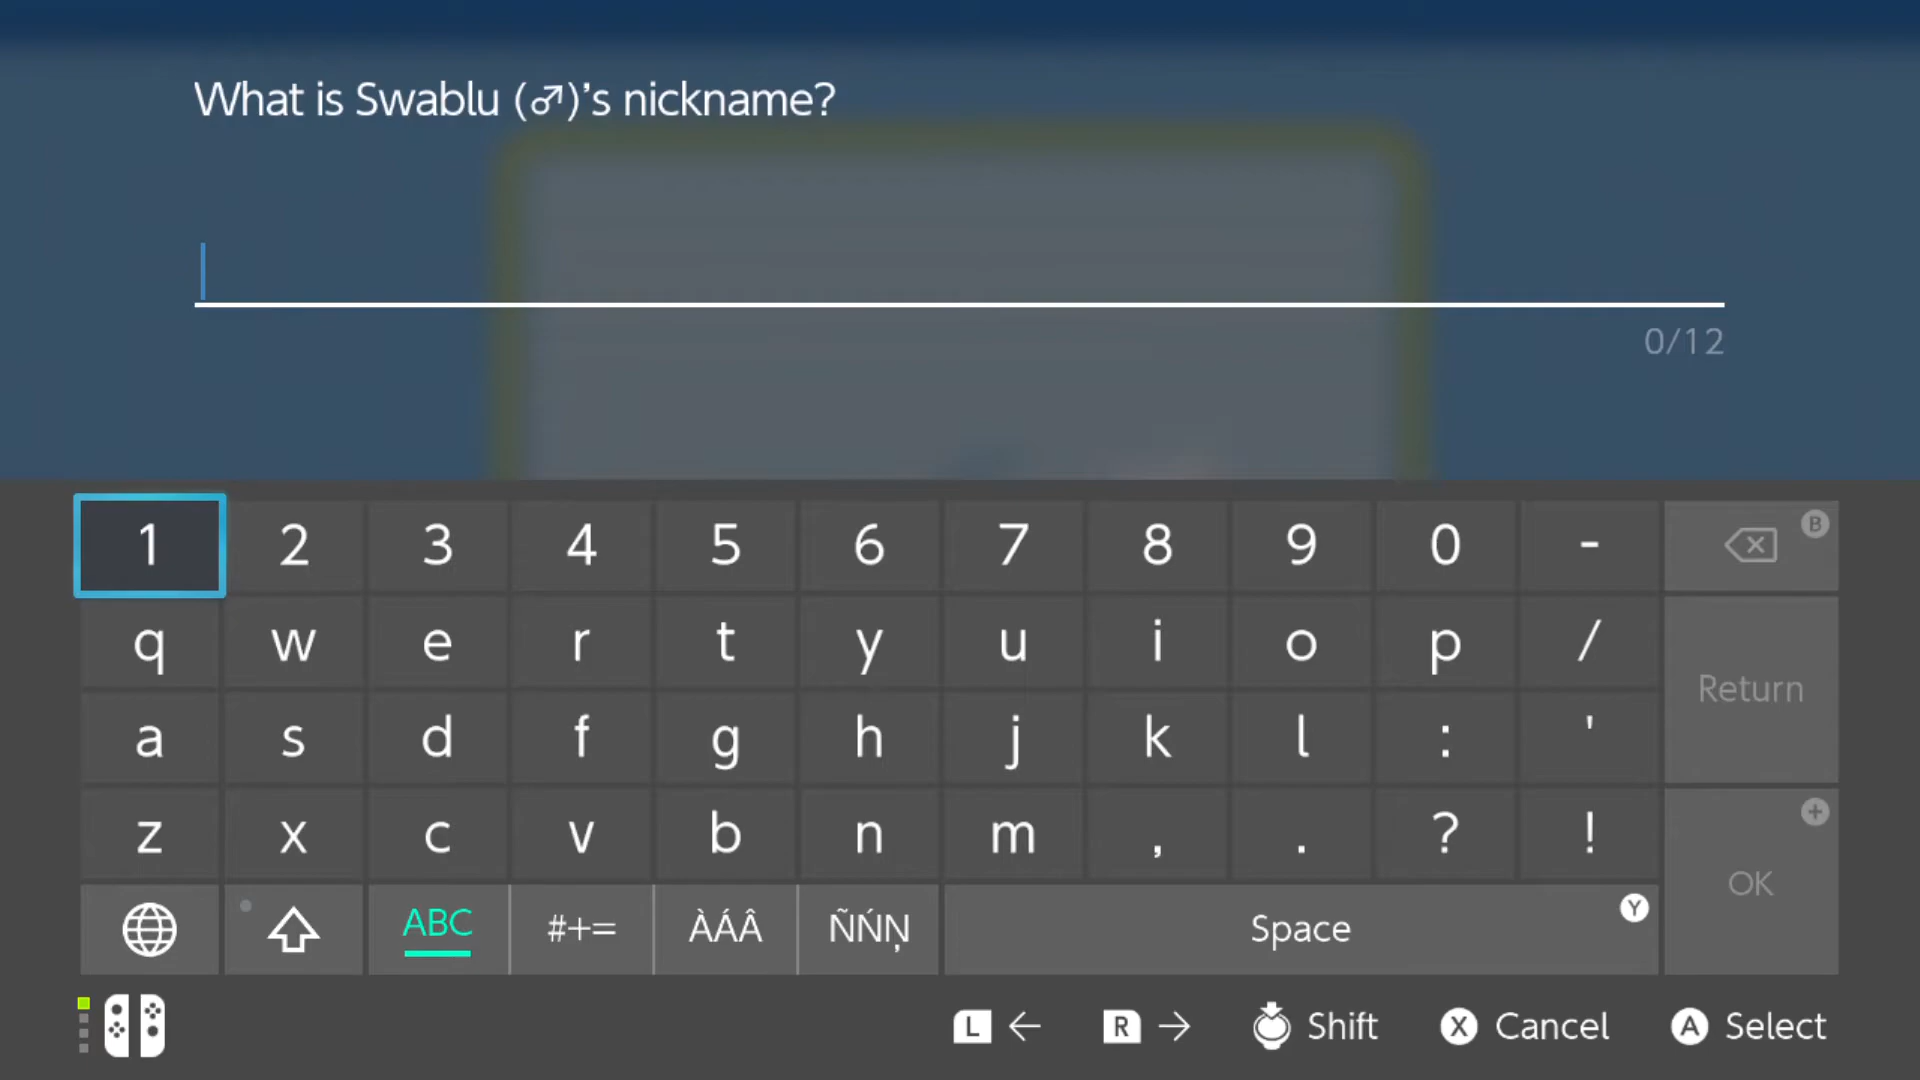 What is Swablu (♂)'s nickname?
0/12
1 2 3 4 5 6 7 8 9 0 - B
q w e r t y u i o p /
Return
a s d f g h j k l : '
z x c v b n m , . ? ! +
OK
ABC #+= ÀÁÂ ÑŃŅ Space Y
L ← R → Shift X Cancel A Select